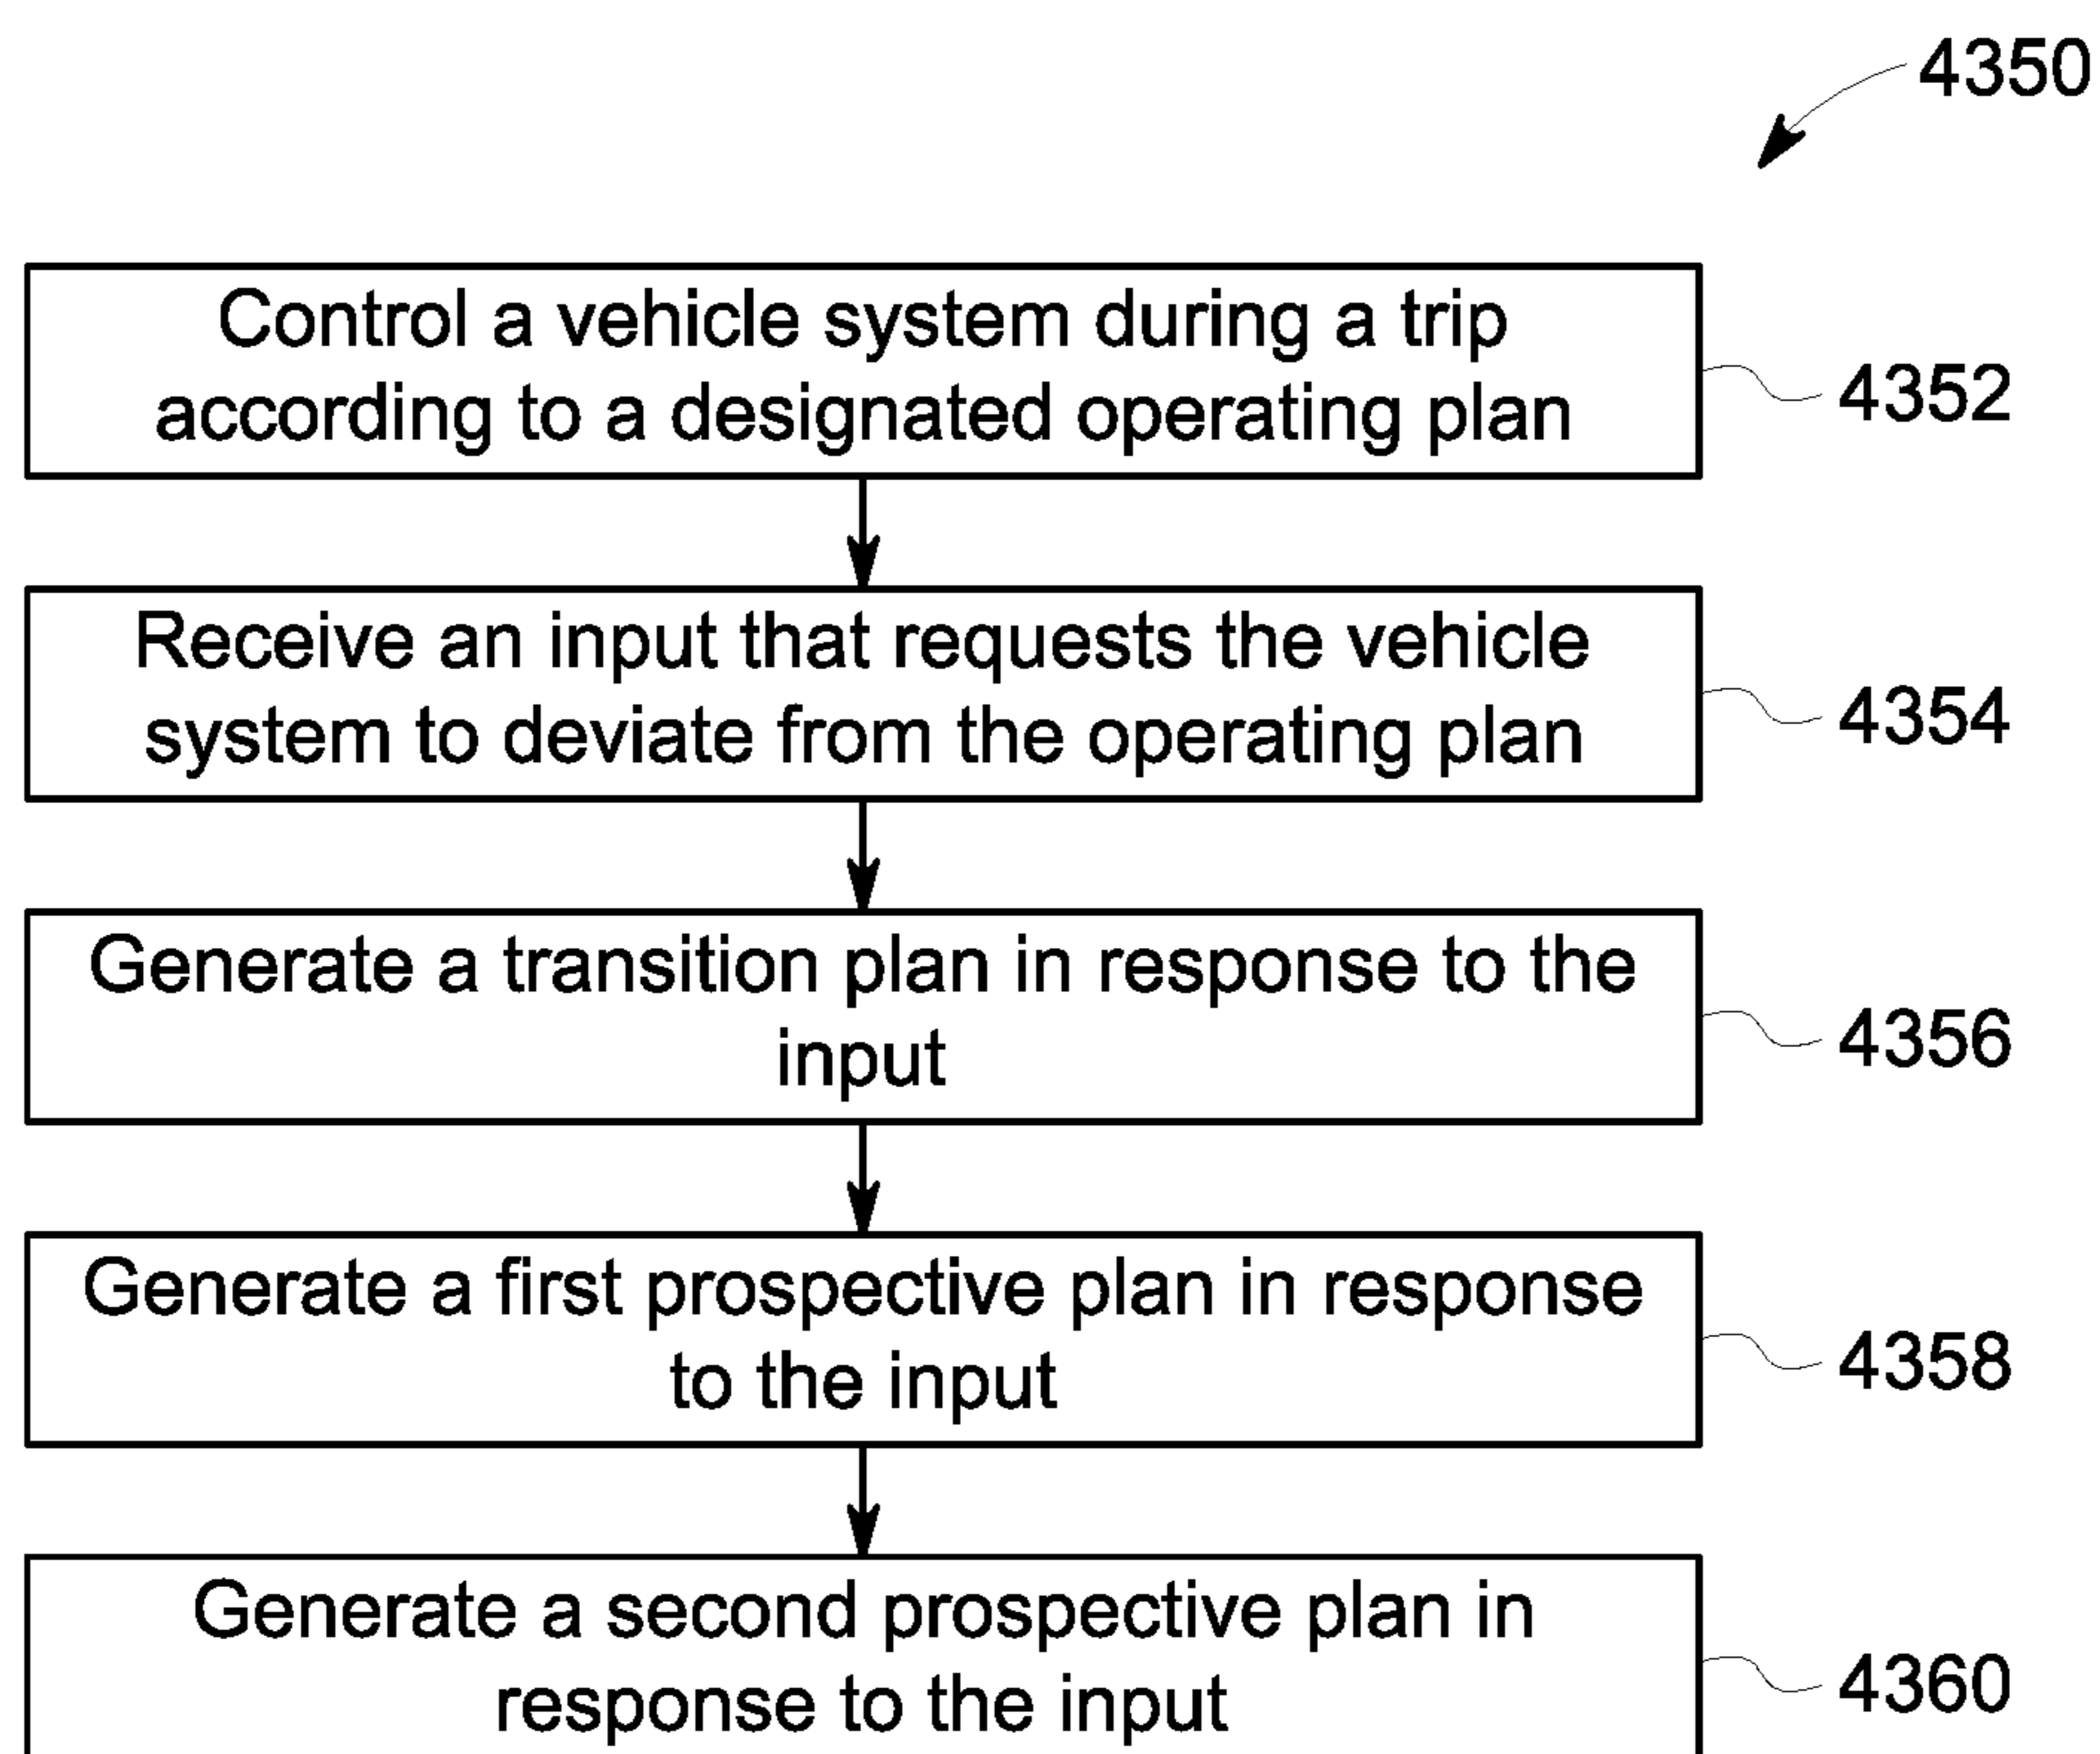 4350
Control a vehicle system during a trip
according to a designated operating plan
4352
Receive an input that requests the vehicle
system to deviate from the operating plan
4354
Generate a transition plan in response to the
input
4356
Generate a first prospective plan in response
to the input
4358
Generate a second prospective plan in
response to the input
4360